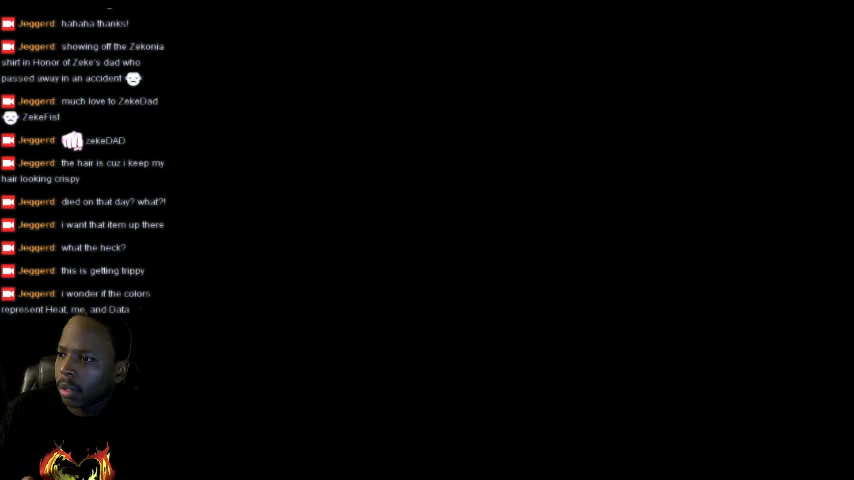 Jeggerd: hahaha thanks!
Jeggerd: showing off the Zekonia
shirt in Honor of Zeke's dad who
passed away in an accident
Jeggerd: much love to ZekeDad
ZekeFist
Jeggerd: zekeDAD
Jeggerd: the hair is cuz i keep my
hair looking crispy
Jeggerd: died on that day? what?!
Jeggerd: i want that item up there
Jeggerd: what the heck?
Jeggerd: this is getting trippy
Jeggerd: i wonder if the colors
represent Heat, me, and Data